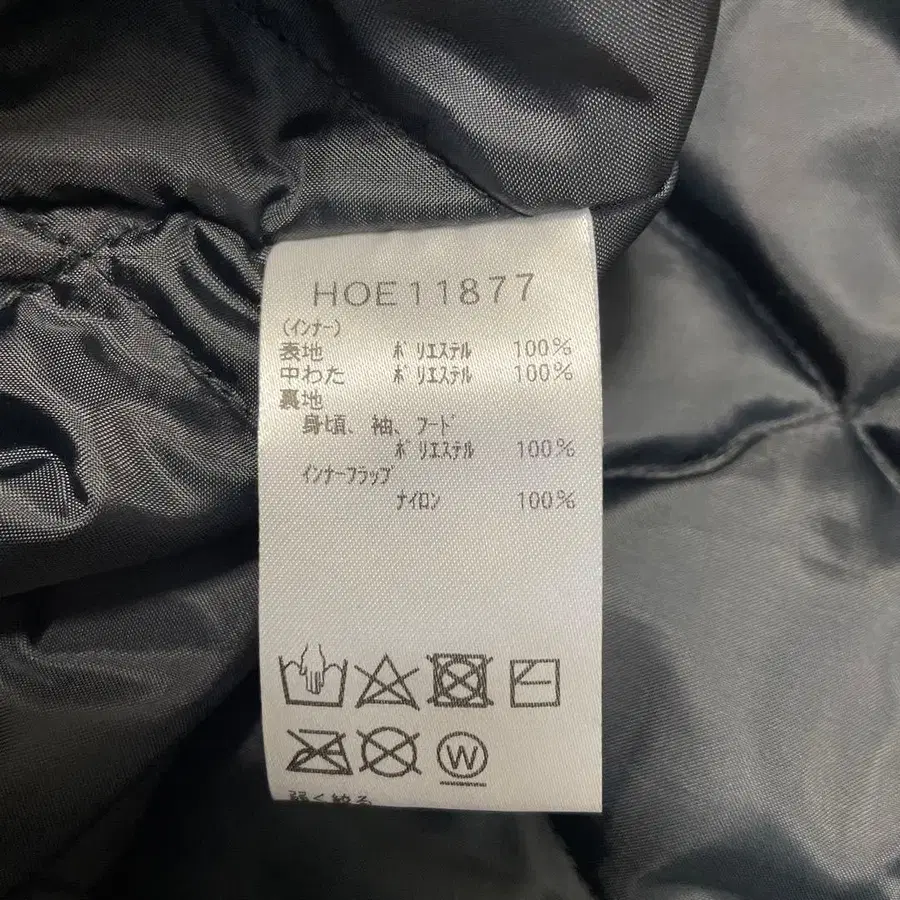 HOE11877
(インナー)
表地 ポリエステル 100%
中わた ポリエステル 100%
裏地
身頃、袖、フード
ポリエステル 100%
インナーフラップ
ナイロン 100%
W
弱く絞る